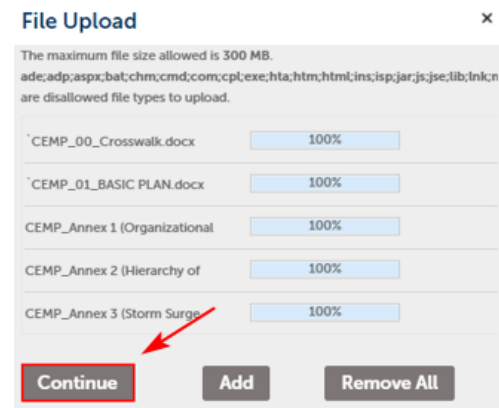 File Upload ×
The maximum file size allowed is 300 MB.
ade;adp;aspx;bat;chm;cmd;com;cpl;exe;hta;htm;html;ins;isp;jar;js;jse;lib;lnk;
are disallowed file types to upload.
`CEMP_00_Crosswalk.docx 100%
`CEMP_01_BASIC PLAN.docx 100%
CEMP_Annex 1 (Organizational 100%
CEMP_Annex 2 (Hierarchy of 100%
CEMP_Annex 3 (Storm Surge 100%
Continue Add Remove All